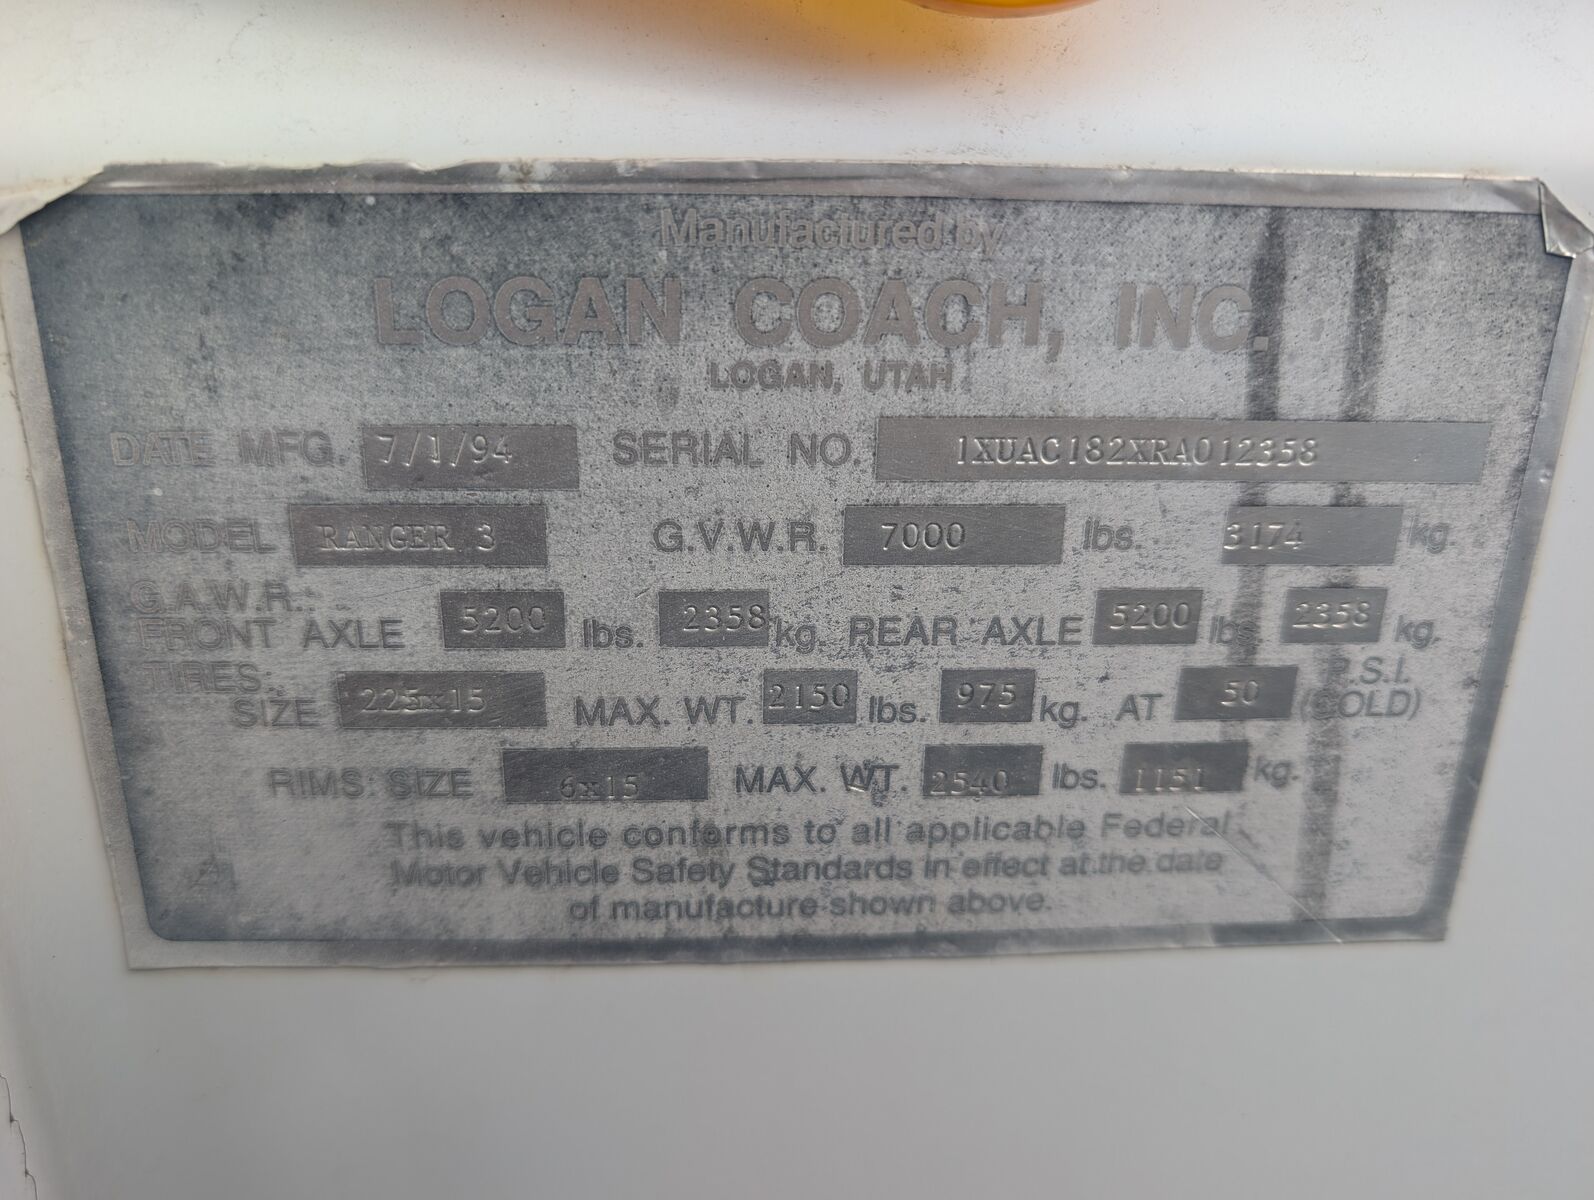 Manufactured by
LOGAN COACH, INC.
LOGAN, UTAH
DATE MFG. 7/1/94 SERIAL NO. 1XUAC182XRA012358
MODEL RANGER 3 G.V.W.R. 7000 lbs. 3174 kg.
G.A.W.R.:
FRONT AXLE 5200 lbs. 2358 kg. REAR AXLE 5200 lbs. 2358 kg.
TIRES:
SIZE 225x15 MAX. WT. 2150 lbs. 975 kg. AT 50 P.S.I. (COLD)
RIMS: SIZE 6x15 MAX. WT. 2540 lbs. 1151 kg.
This vehicle conforms to all applicable Federal
Motor Vehicle Safety Standards in effect at the date
of manufacture shown above.